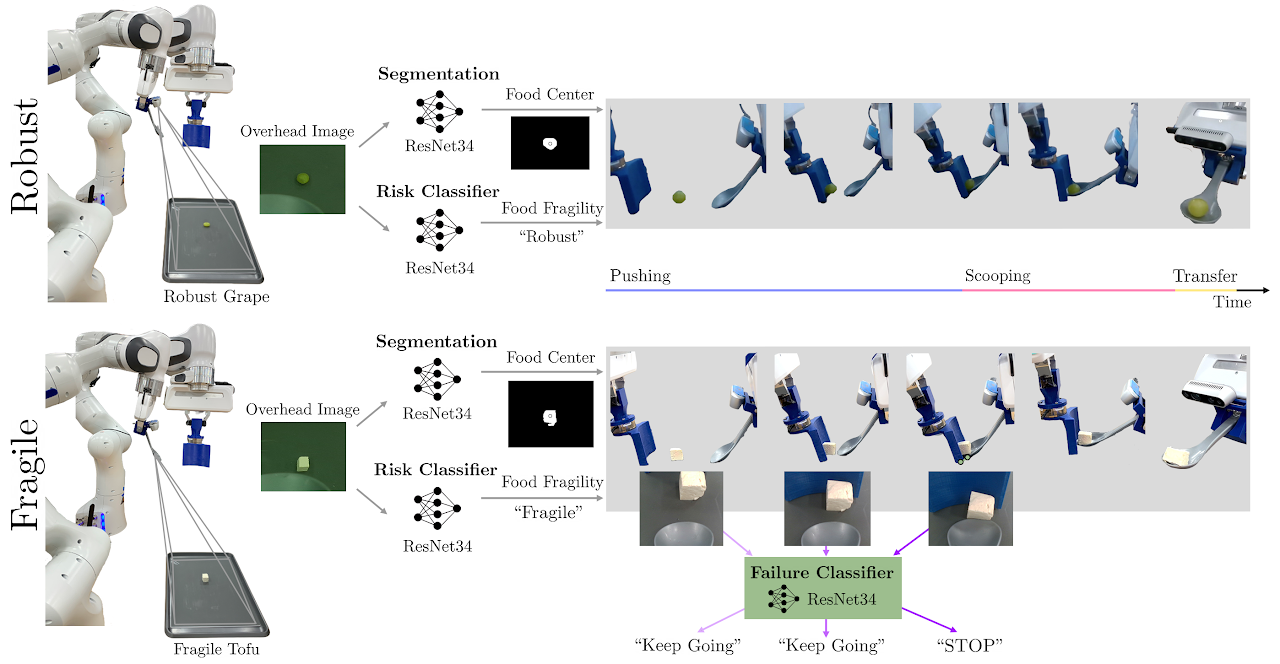 Robust
Segmentation
ResNet34
Food Center
Overhead Image
Risk Classifier
ResNet34
Food Fragility
“Robust”
Robust Grape
Pushing
Scooping
Transfer
Time
Fragile
Segmentation
ResNet34
Food Center
Overhead Image
Risk Classifier
ResNet34
Food Fragility
“Fragile”
Fragile Tofu
Failure Classifier
ResNet34
“Keep Going”
“Keep Going”
“STOP”